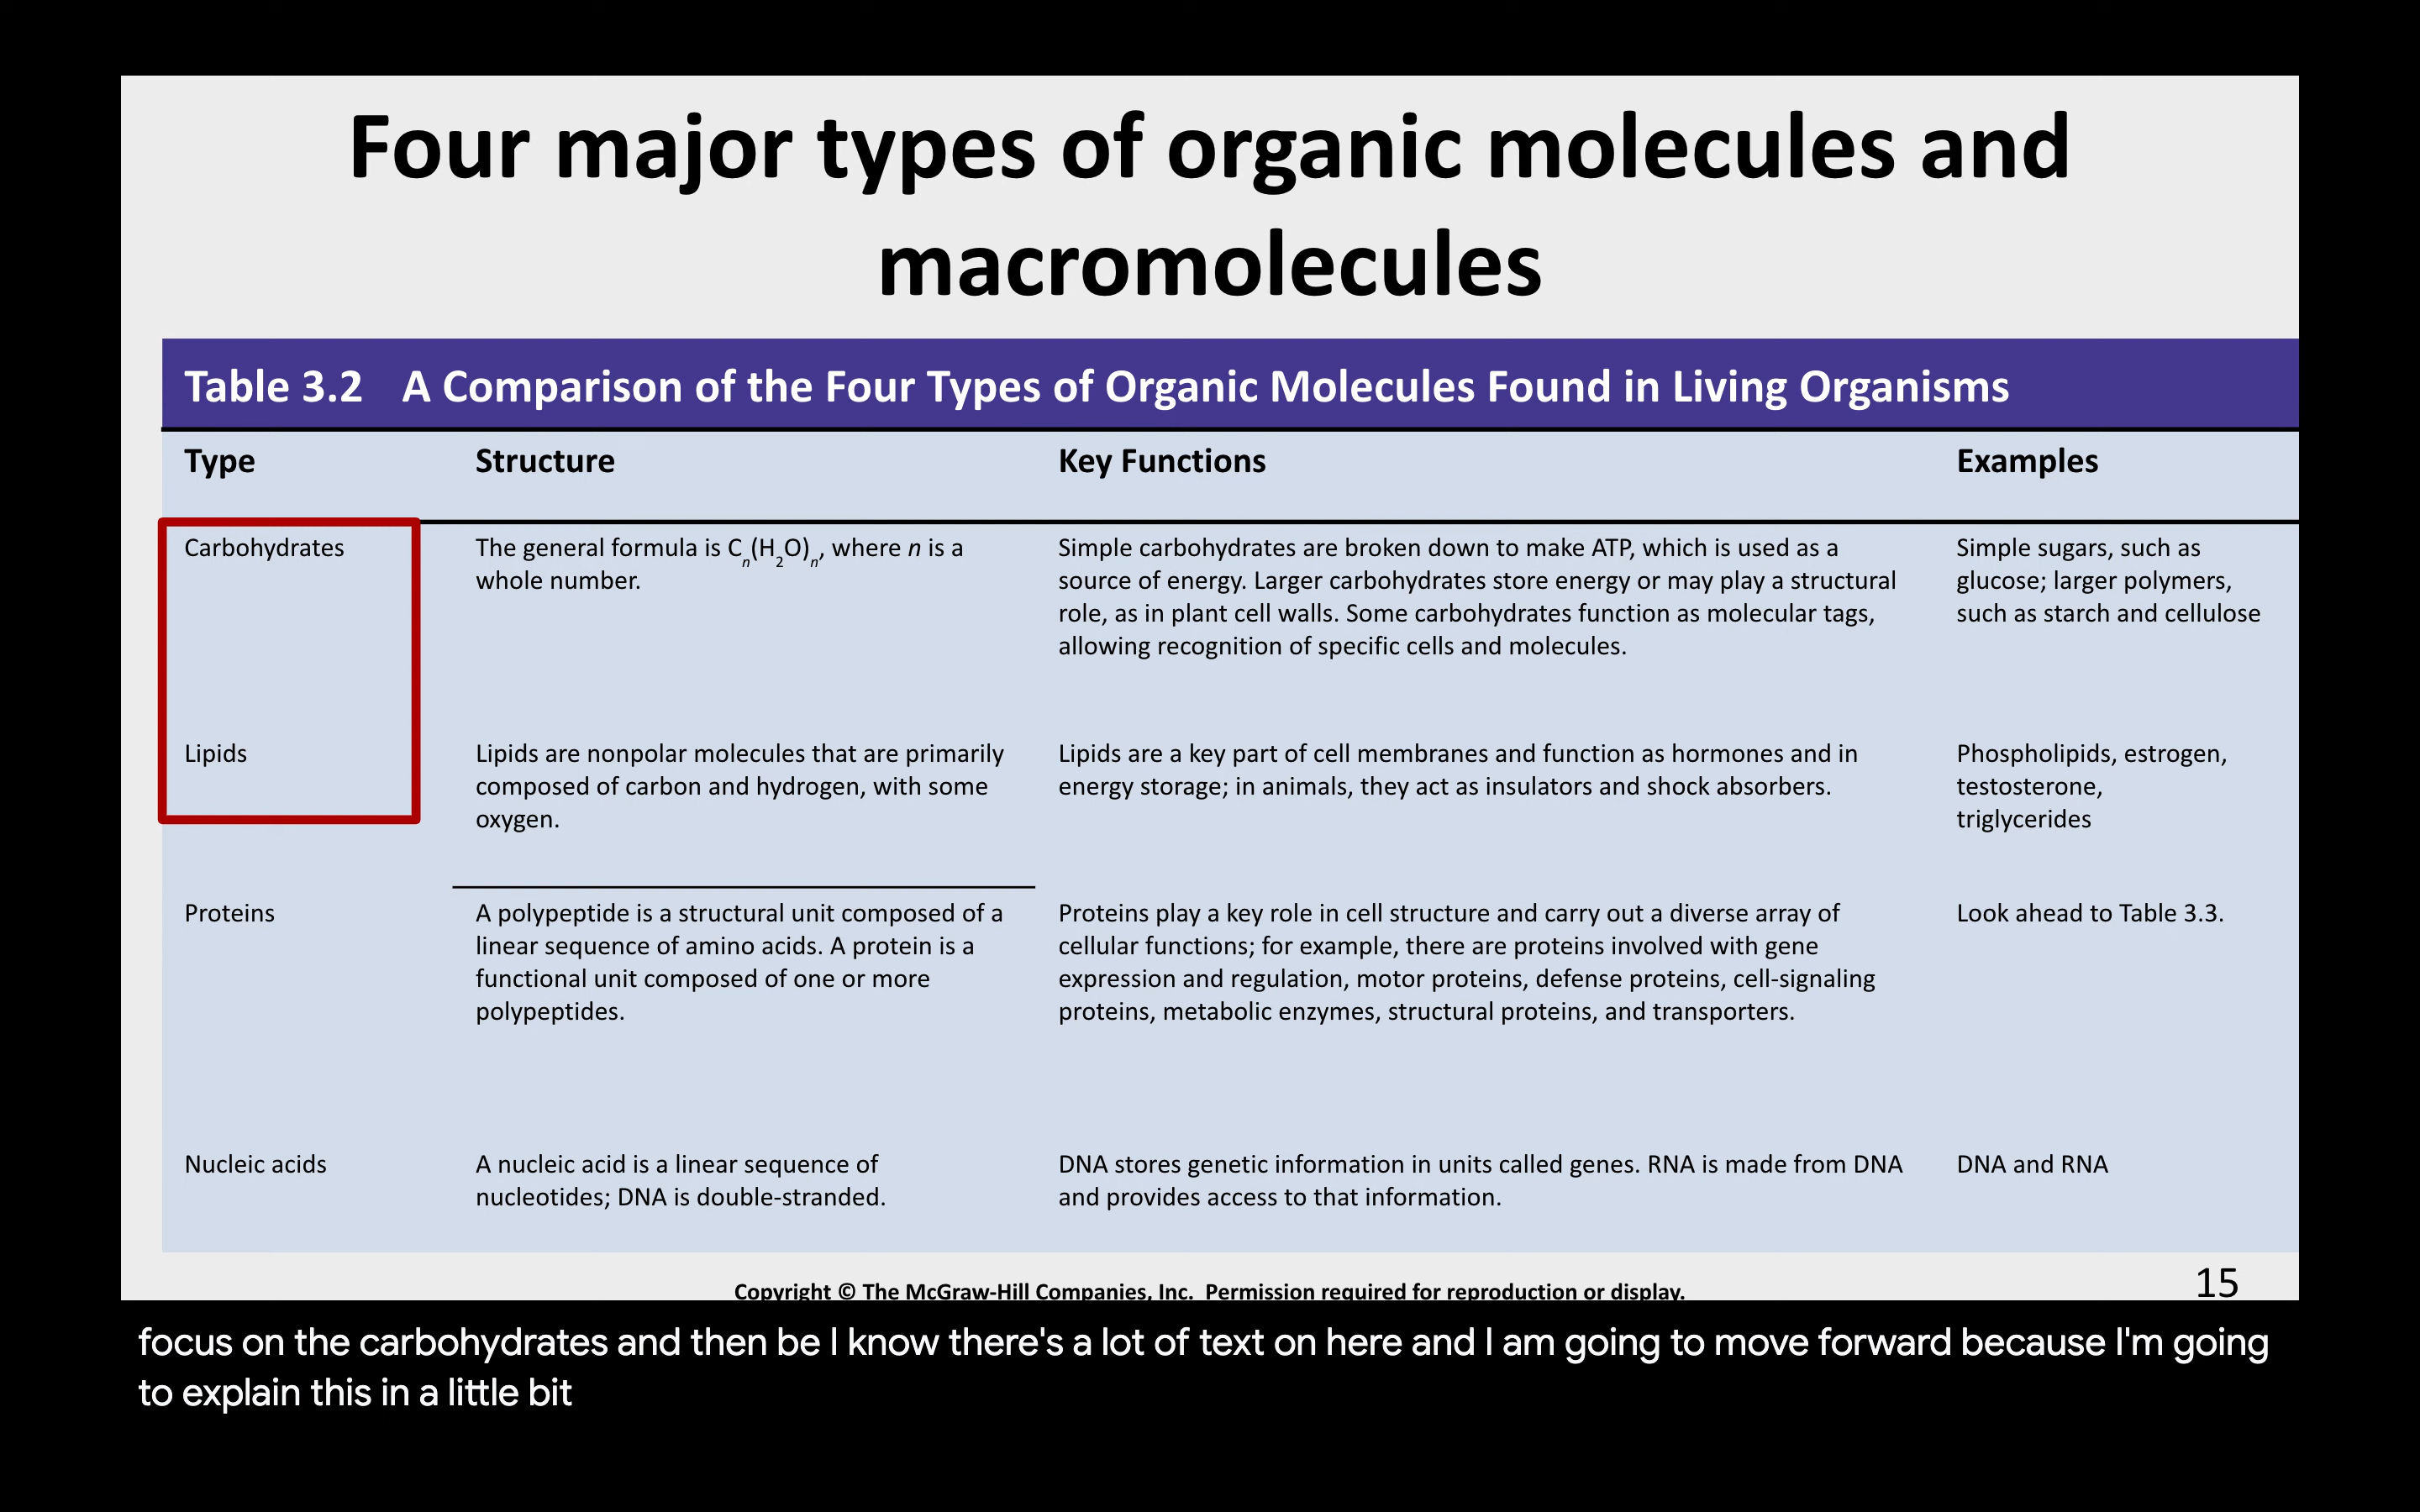 Four major types of organic molecules and
macromolecules
Table 3.2 A Comparison of the Four Types of Organic Molecules Found in Living Organisms
Type Structure Key Functions Examples
Carbohydrates
The general formula is Cn(H2O)n, where n is a
whole number.
Simple carbohydrates are broken down to make ATP, which is used as a
source of energy. Larger carbohydrates store energy or may play a structural
role, as in plant cell walls. Some carbohydrates function as molecular tags,
allowing recognition of specific cells and molecules.
Simple sugars, such as
glucose; larger polymers,
such as starch and cellulose
Lipids
Lipids are nonpolar molecules that are primarily
composed of carbon and hydrogen, with some
oxygen.
Lipids are a key part of cell membranes and function as hormones and in
energy storage; in animals, they act as insulators and shock absorbers.
Phospholipids, estrogen,
testosterone,
triglycerides
Proteins
A polypeptide is a structural unit composed of a
linear sequence of amino acids. A protein is a
functional unit composed of one or more
polypeptides.
Proteins play a key role in cell structure and carry out a diverse array of
cellular functions; for example, there are proteins involved with gene
expression and regulation, motor proteins, defense proteins, cell-signaling
proteins, metabolic enzymes, structural proteins, and transporters.
Look ahead to Table 3.3.
Nucleic acids
A nucleic acid is a linear sequence of
nucleotides; DNA is double-stranded.
DNA stores genetic information in units called genes. RNA is made from DNA
and provides access to that information.
DNA and RNA
Copyright © The McGraw-Hill Companies, Inc. Permission required for reproduction or display.
15
focus on the carbohydrates and then be I know there's a lot of text on here and I am going to move forward because I'm going
to explain this in a little bit